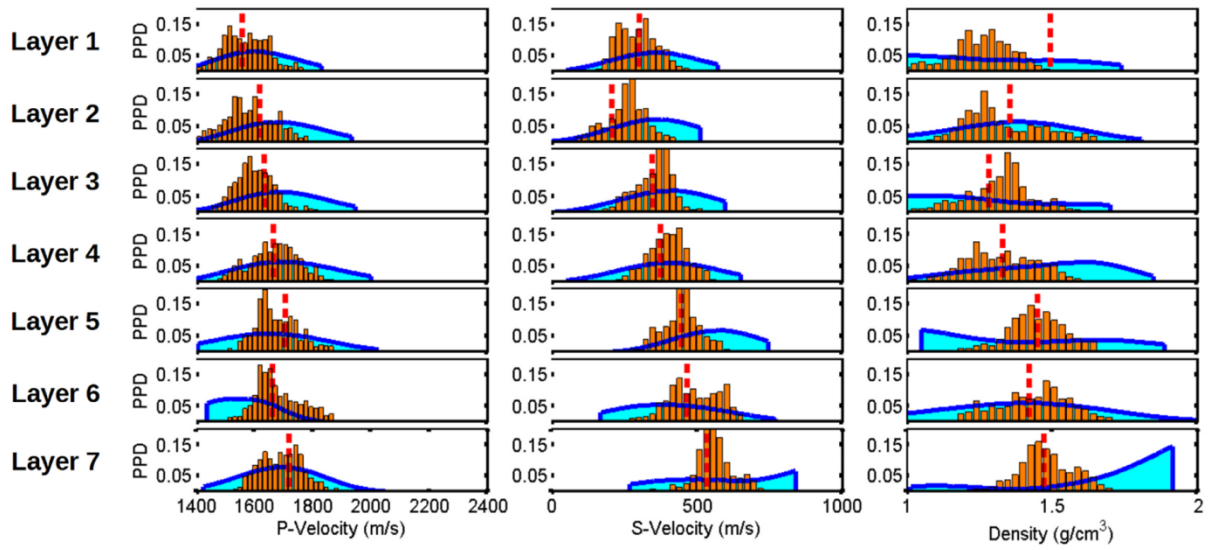 Layer 1 PPD 0.15 0.05 0.15 0.05 0.15 0.05
Layer 2 PPD 0.15 0.05 0.15 0.05 0.15 0.05
Layer 3 PPD 0.15 0.05 0.15 0.05 0.15 0.05
Layer 4 PPD 0.15 0.05 0.15 0.05 0.15 0.05
Layer 5 PPD 0.15 0.05 0.15 0.05 0.15 0.05
Layer 6 PPD 0.15 0.05 0.15 0.05 0.15 0.05
Layer 7 PPD 0.15 0.05 0.15 0.05 0.15 0.05
1400 1600 1800 2000 2200 2400 0 500 1000 1 1.5 2
P-Velocity (m/s) S-Velocity (m/s) Density (g/cm³)